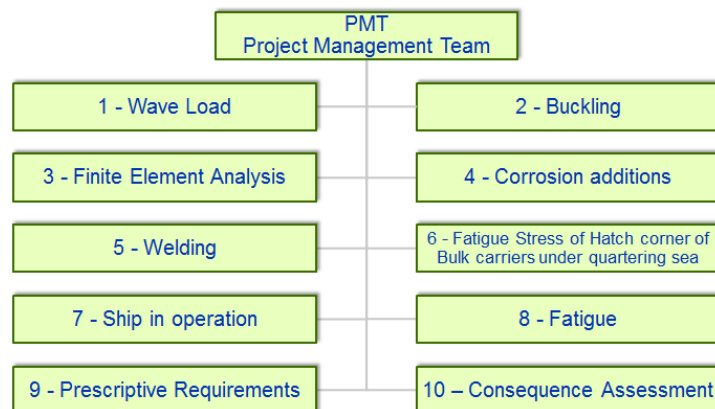 PMT
Project Management Team
1 - Wave Load
2 - Buckling
3 - Finite Element Analysis
4 - Corrosion additions
5 - Welding
6 - Fatigue Stress of Hatch corner of
Bulk carriers under quartering sea
7 - Ship in operation
8 - Fatigue
9 - Prescriptive Requirements
10 – Consequence Assessment